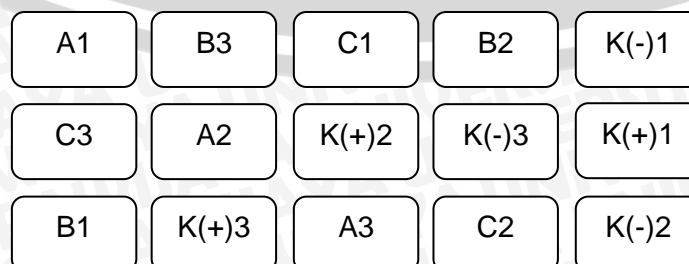 A1 B3 C1 B2 K(-)1
C3 A2 K(+)2 K(-)3 K(+)1
B1 K(+)3 A3 C2 K(-)2